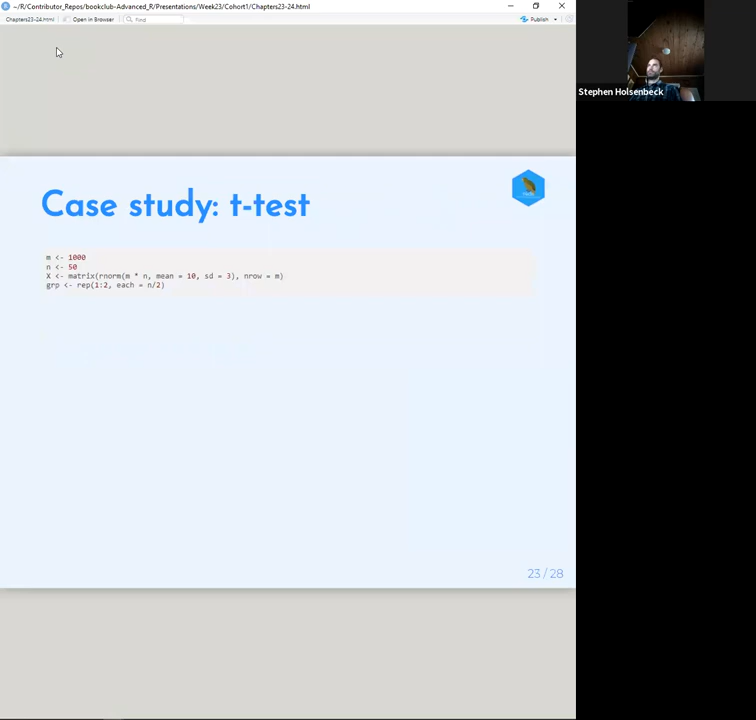 ~/R/Contributor_Repos/bookclub-Advanced_R/Presentations/Week23/Cohort1/Chapters23-24.html
Chapters23-24.html
Open in Browser
Find
Publish
Stephen Holsenbeck
Case study: t-test
m <- 1000
n <- 50
X <- matrix(rnorm(m * n, mean = 10, sd = 3), nrow = m)
grp <- rep(1:2, each = n/2)
23 / 28